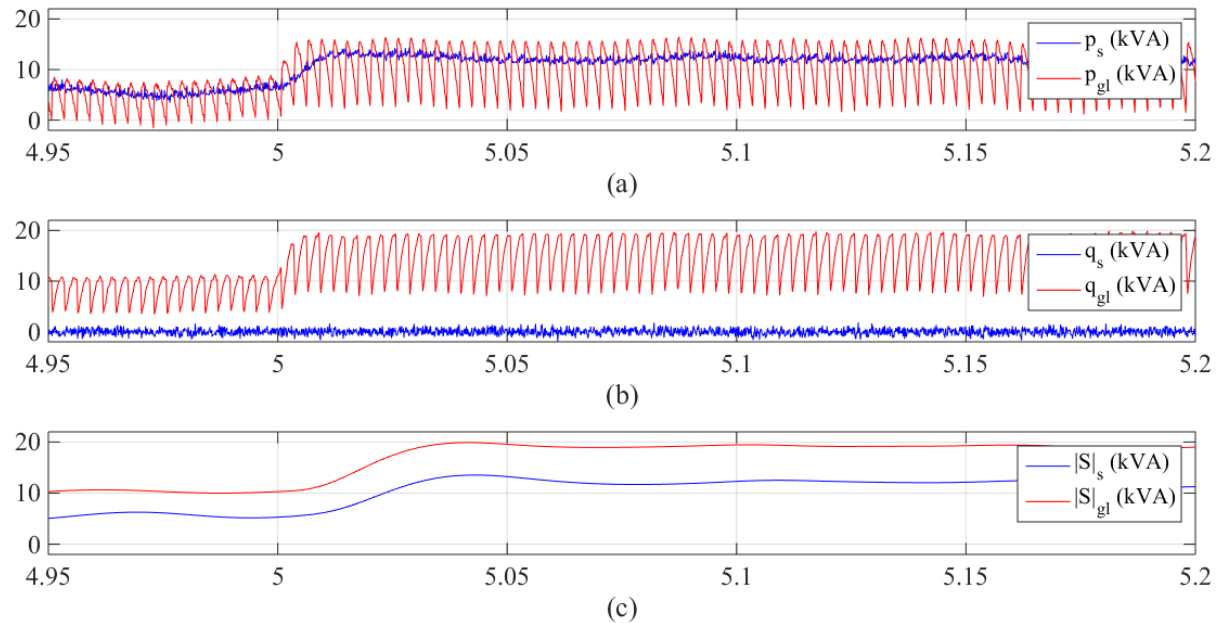 20
p_s (kVA)
10
p_gl (kVA)
0
4.95 5 5.05 5.1 5.15 5.2
(a)
20
q_s (kVA)
10
q_gl (kVA)
0
4.95 5 5.05 5.1 5.15 5.2
(b)
20
|S|_s (kVA)
10
|S|_gl (kVA)
0
4.95 5 5.05 5.1 5.15 5.2
(c)